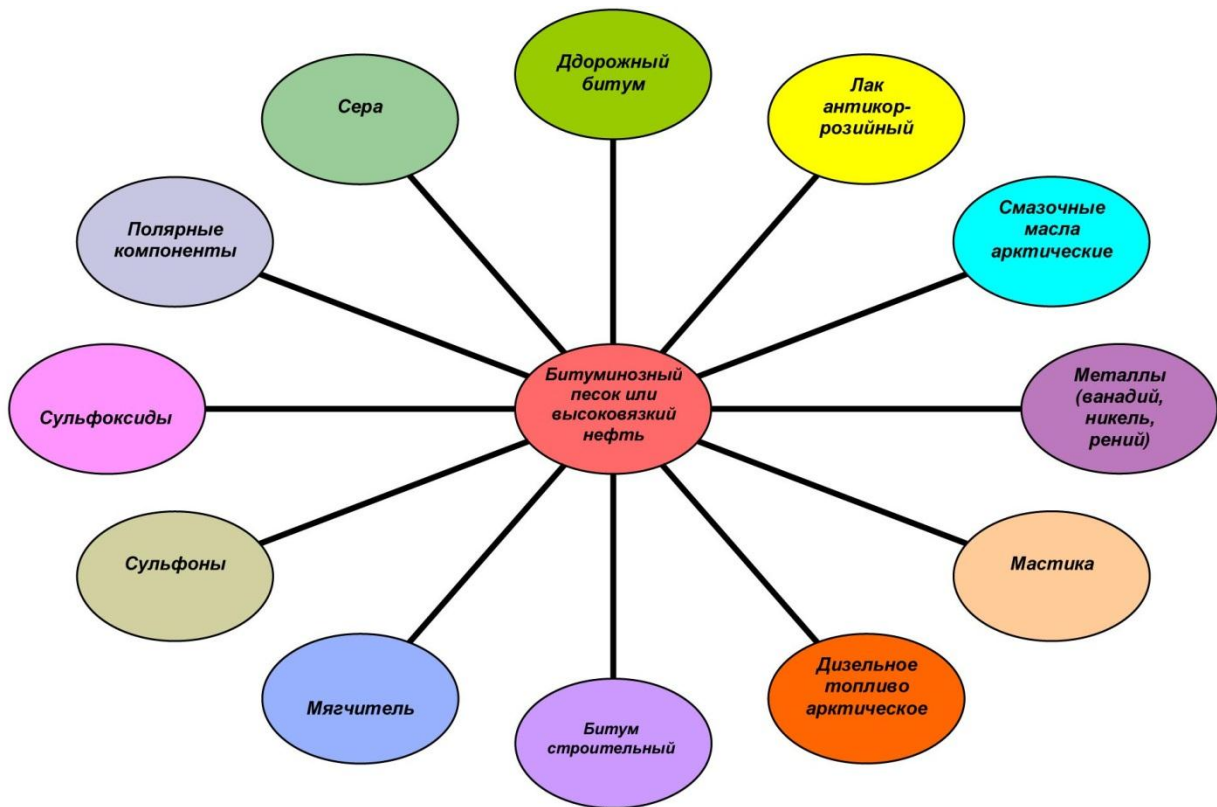 Ддорожный
битум
Лак
антикор-
розийный
Сера
Смазочные
масла
арктические
Полярные
компоненты
Битуминозный
песок или
высоковязкий
нефть
Металлы
(ванадий,
никель,
рений)
Сульфоксиды
Сульфоны
Мастика
Дизельное
топливо
арктическое
Мягчитель
Битум
строительный